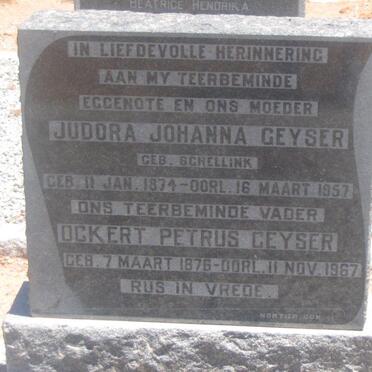 BEATRICE HENDRIKA
IN LIEFDEVOLLE HERINNERING
AAN MY TEERBEMINDE
EGGENOTE EN ONS MOEDER
JUDORA JOHANNA GEYSER
GEB. SCHELLINK
GEB. 11 JAN. 1874-OORL. 16 MAART 1957.
ONS TEERBEMINDE VADER
OCKERT PETRUS GEYSER
GEB. 7 MAART 1876-OORL. 11 NOV. 1967
RUS IN VREDE.